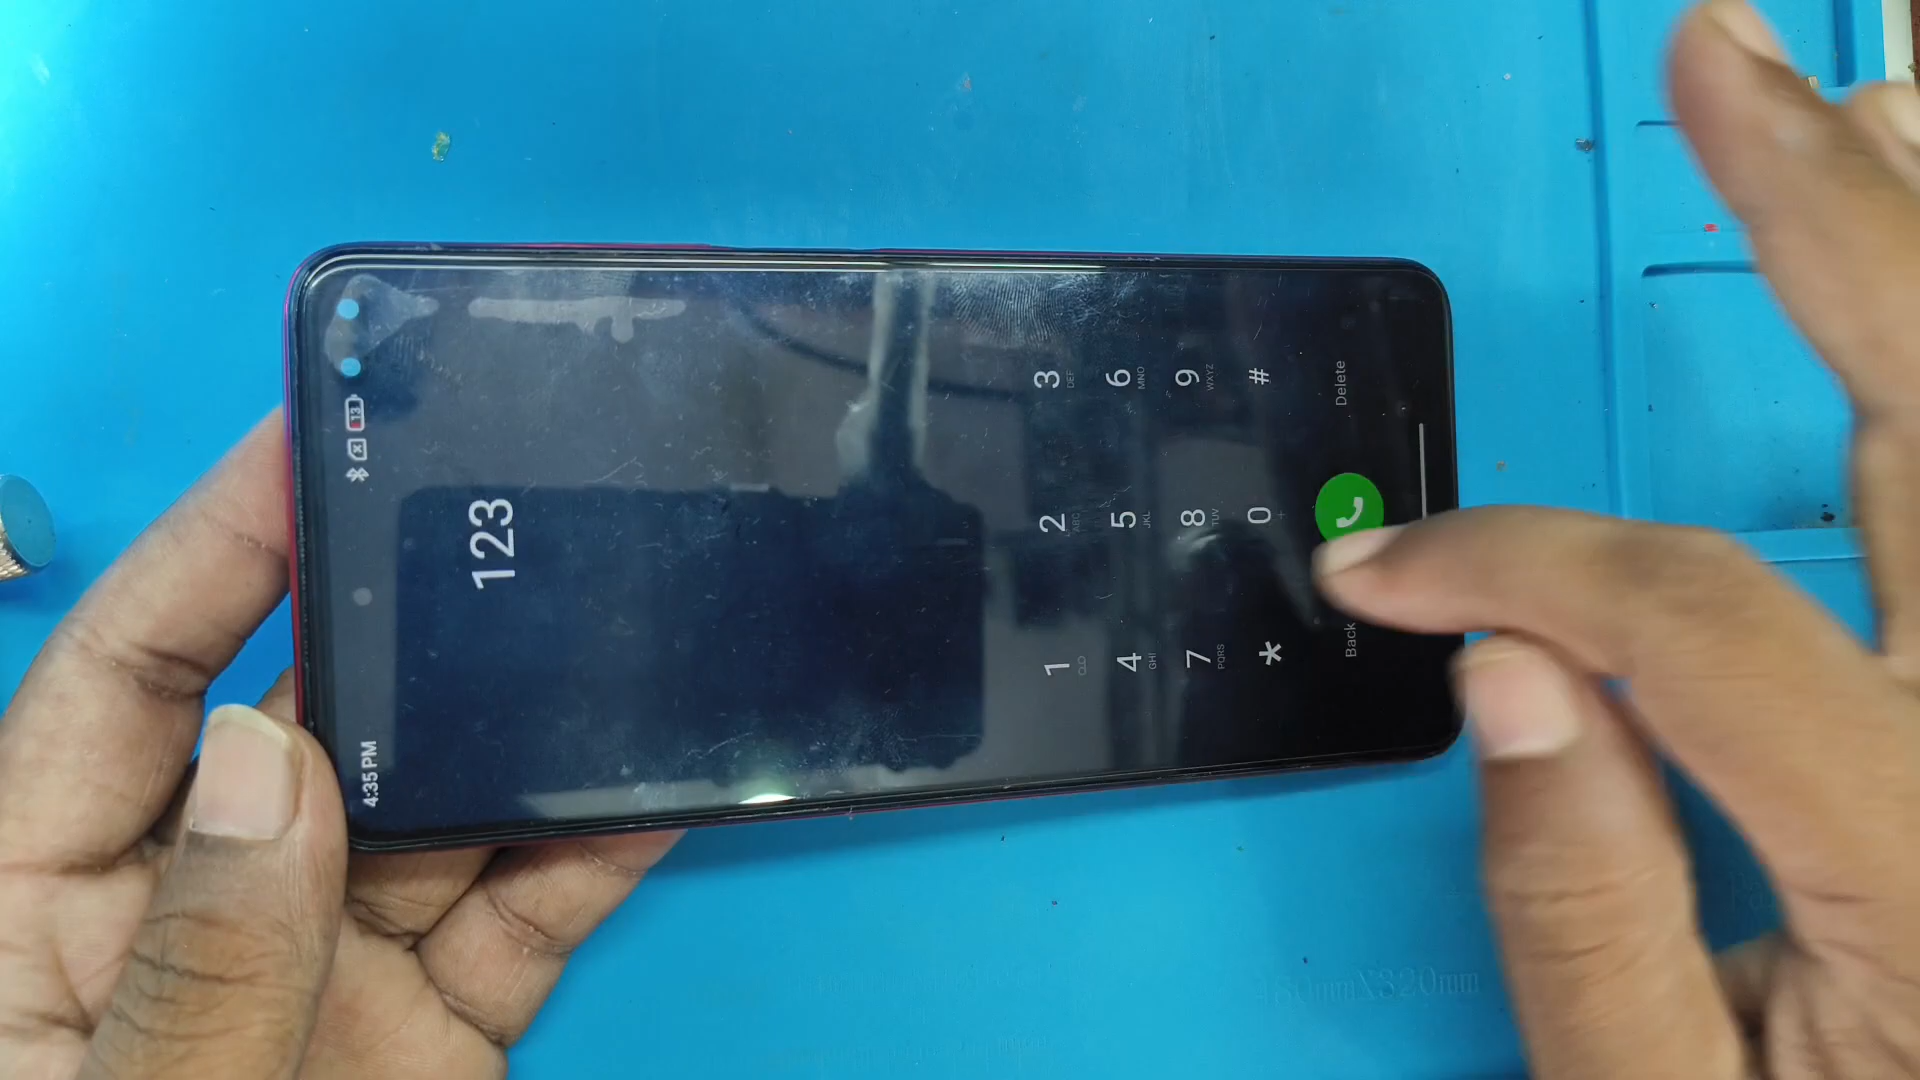 4:35 PM
13
123
1
2 ABC
3 DEF
4 GHI
5 JKL
6 MNO
7 PQRS
8 TUV
9 WXYZ
*
0 +
#
Back
Delete
480mmX320mm